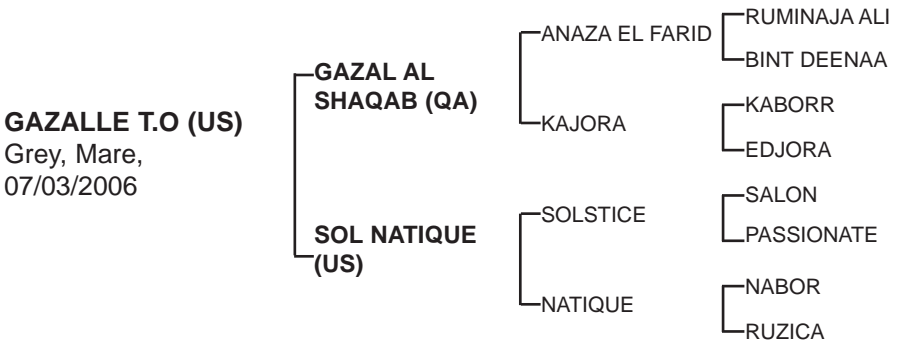 GAZALLE T.O (US)
Grey, Mare,
07/03/2006
GAZAL AL
SHAQAB (QA)
SOL NATIQUE
(US)
ANAZA EL FARID
KAJORA
SOLSTICE
NATIQUE
RUMINAJA ALI
BINT DEENAA
KABORR
EDJORA
SALON
PASSIONATE
NABOR
RUZICA